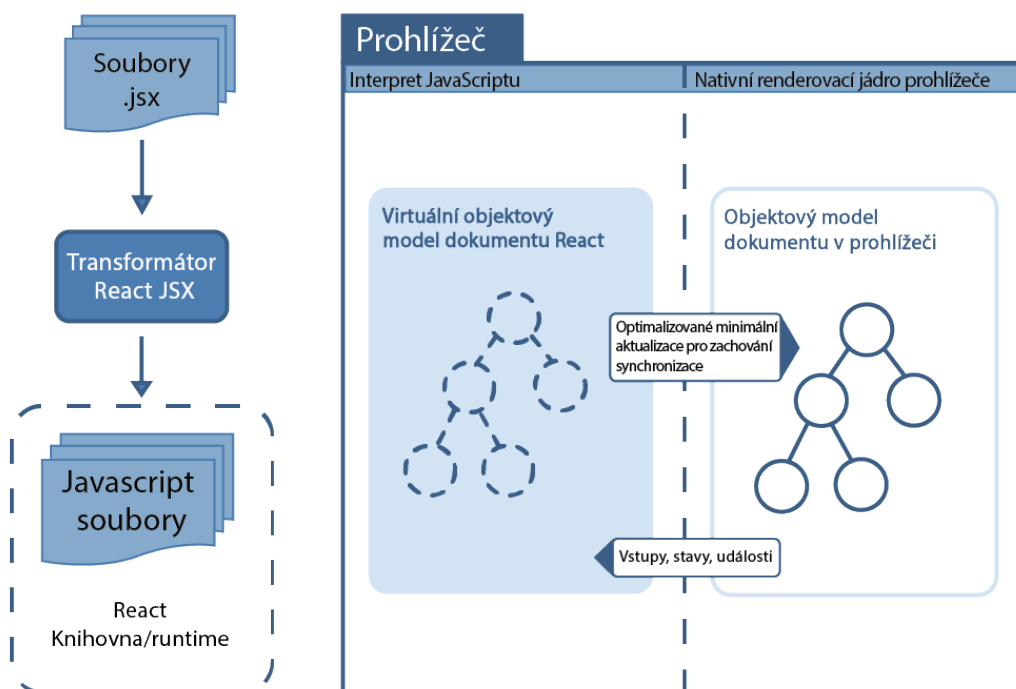 Soubory
.jsx
Transformátor
React JSX
Javascript
soubory
React
Knihovna/runtime
Prohlížeč
Interpret JavaScriptu
Nativní renderovací jádro prohlížeče
Virtuální objektový
model dokumentu React
Objektový model
dokumentu v prohlížeči
Optimalizované minimální
aktualizace pro zachování
synchronizace
Vstupy, stavy, události